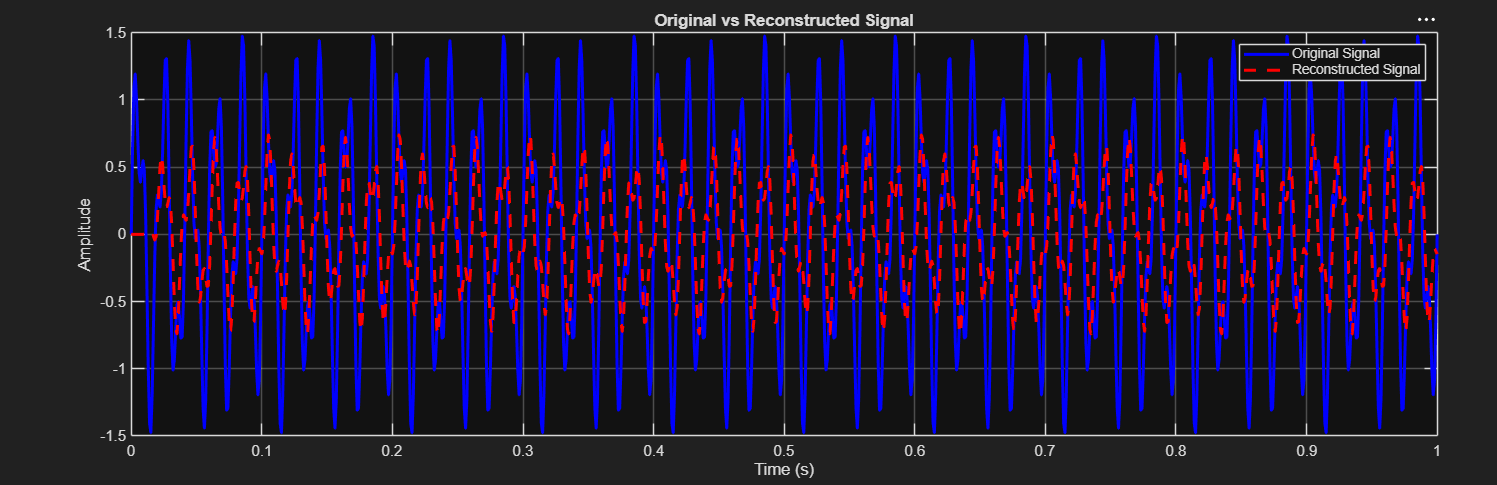 Original vs Reconstructed Signal
Original Signal
Reconstructed Signal
1.5
1
0.5
0
-0.5
-1
-1.5
Amplitude
0 0.1 0.2 0.3 0.4 0.5 0.6 0.7 0.8 0.9 1
Time (s)